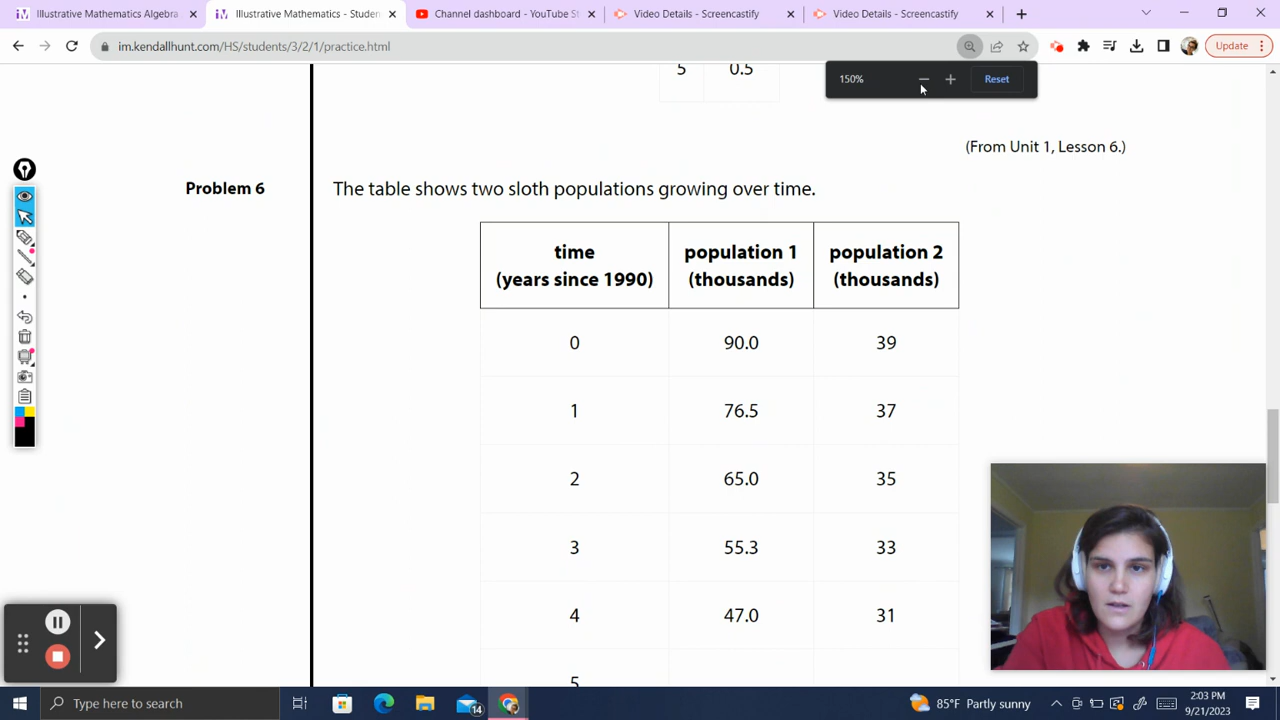 Illustrative Mathematics Algebra
Illustrative Mathematics - Studen
Channel dashboard - YouTube St
Video Details - Screencastify
Video Details - Screencastify
im.kendallhunt.com/HS/students/3/2/1/practice.html
Update
150%
Reset
5 0.5
(From Unit 1, Lesson 6.)
Problem 6
The table shows two sloth populations growing over time.
time (years since 1990) population 1 (thousands) population 2 (thousands)
0 90.0 39
1 76.5 37
2 65.0 35
3 55.3 33
4 47.0 31
5
Type here to search
14
85°F Partly sunny
2:03 PM
9/21/2023